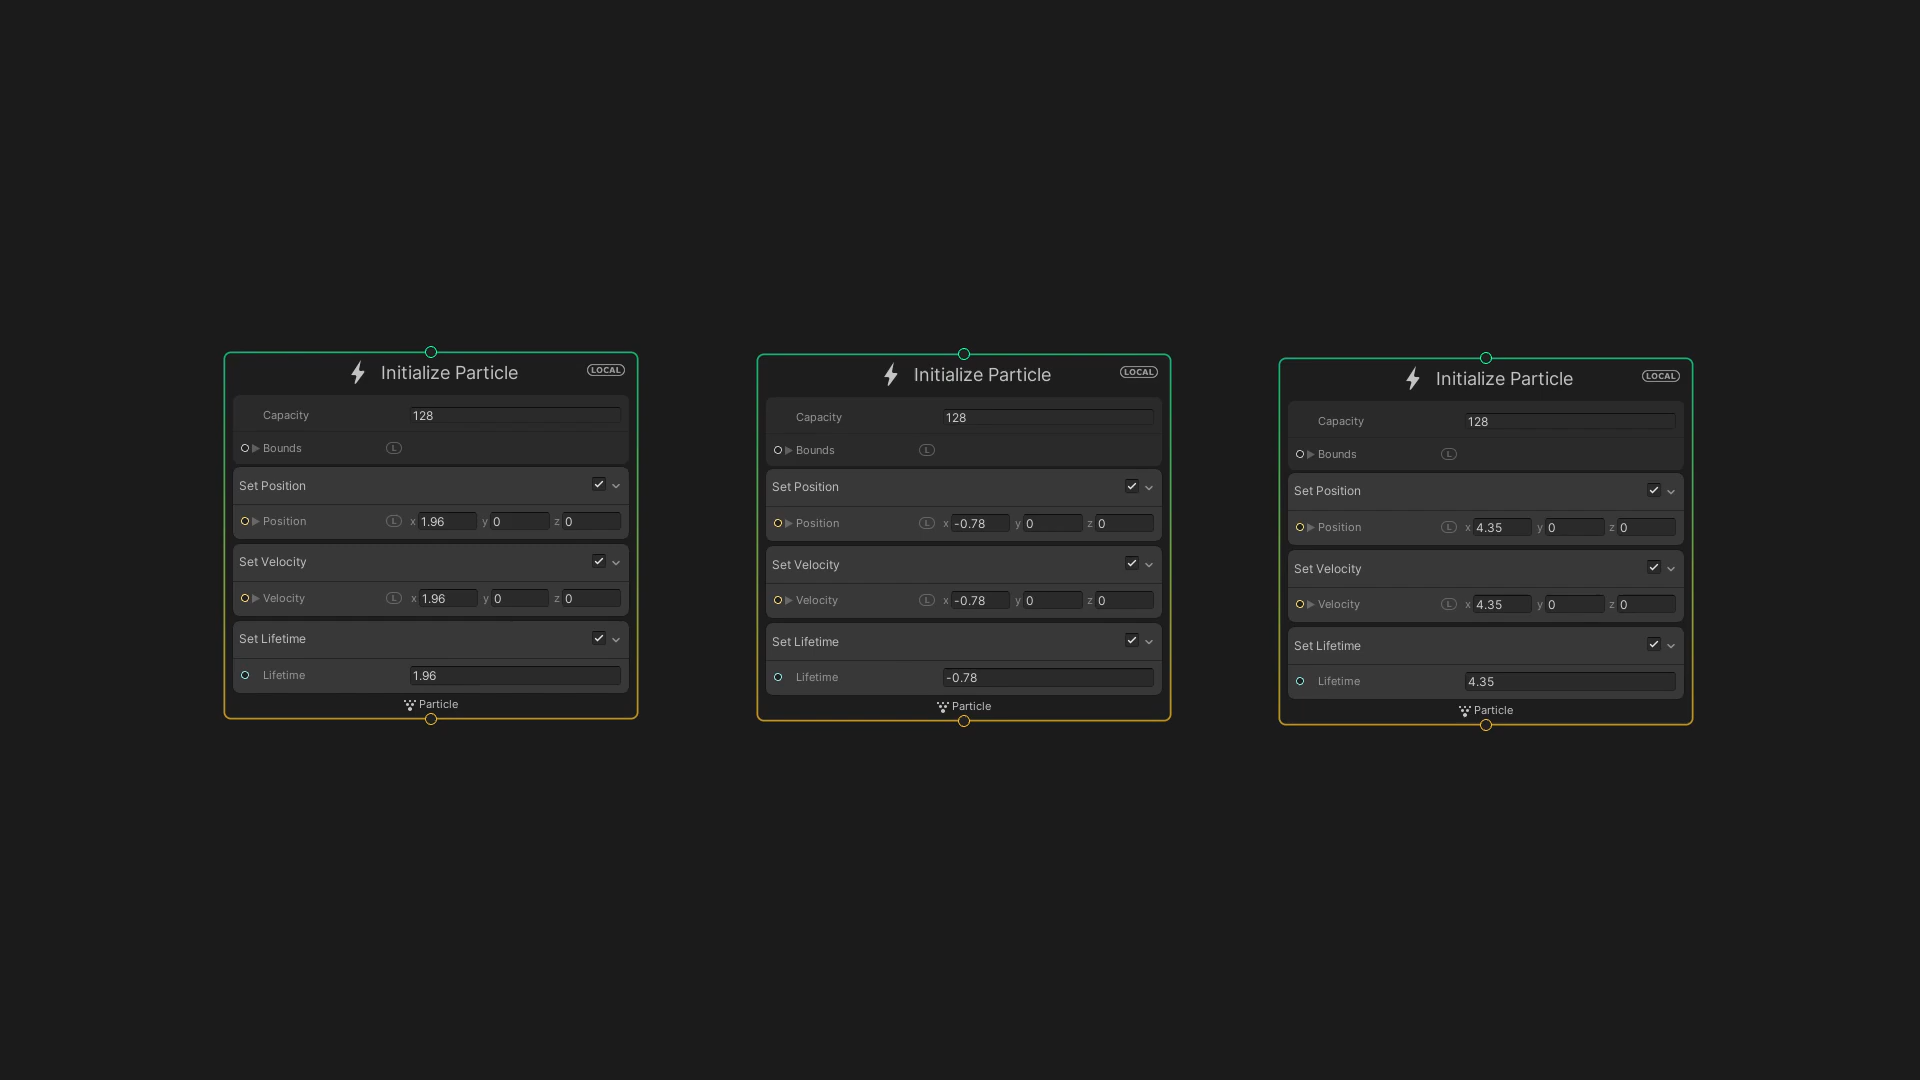 Initialize Particle LOCAL
Capacity 128
Bounds L
Set Position
Position L x 1.96 y 0 z 0
Set Velocity
Velocity L x 1.96 y 0 z 0
Set Lifetime
Lifetime 1.96
Particle
Initialize Particle LOCAL
Capacity 128
Bounds L
Set Position
Position L x -0.78 y 0 z 0
Set Velocity
Velocity L x -0.78 y 0 z 0
Set Lifetime
Lifetime -0.78
Particle
Initialize Particle LOCAL
Capacity 128
Bounds L
Set Position
Position L x 4.35 y 0 z 0
Set Velocity
Velocity L x 4.35 y 0 z 0
Set Lifetime
Lifetime 4.35
Particle